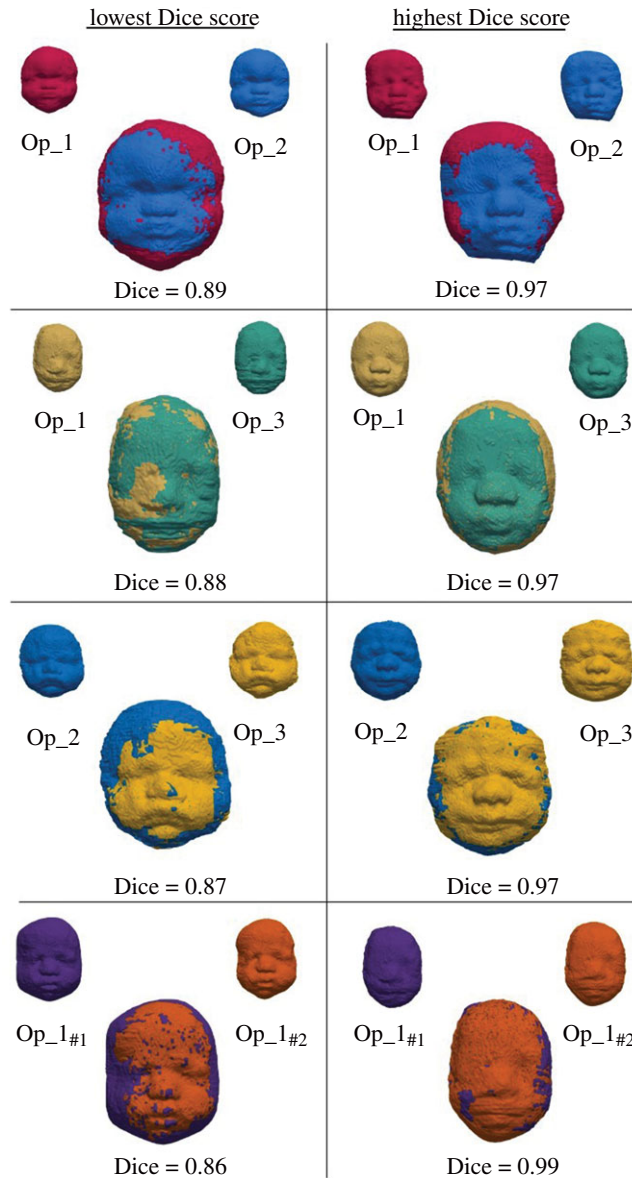 lowest Dice score
highest Dice score
Op_1
Op_2
Op_1
Op_2
Dice = 0.89
Dice = 0.97
Op_1
Op_3
Op_1
Op_3
Dice = 0.88
Dice = 0.97
Op_2
Op_3
Op_2
Op_3
Dice = 0.87
Dice = 0.97
Op_1#1
Op_1#2
Op_1#1
Op_1#2
Dice = 0.86
Dice = 0.99